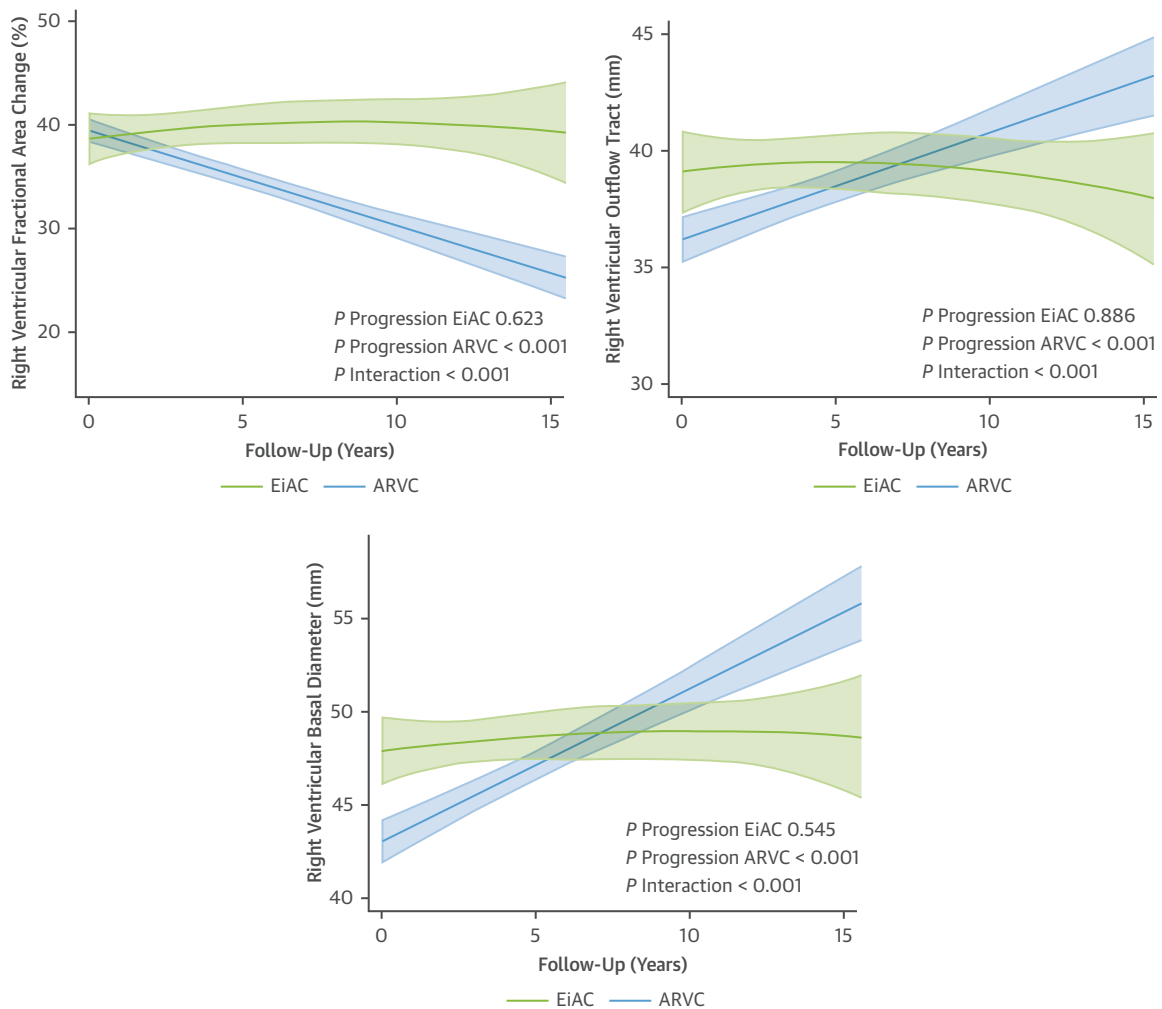 Right Ventricular Fractional Area Change (%)
50
40
30
20
P Progression EiAC 0.623
P Progression ARVC < 0.001
P Interaction < 0.001
0 5 10 15
Follow-Up (Years)
EiAC ARVC
Right Ventricular Outflow Tract (mm)
45
40
35
30
P Progression EiAC 0.886
P Progression ARVC < 0.001
P Interaction < 0.001
0 5 10 15
Follow-Up (Years)
EiAC ARVC
Right Ventricular Basal Diameter (mm)
55
50
45
40
P Progression EiAC 0.545
P Progression ARVC < 0.001
P Interaction < 0.001
0 5 10 15
Follow-Up (Years)
EiAC ARVC